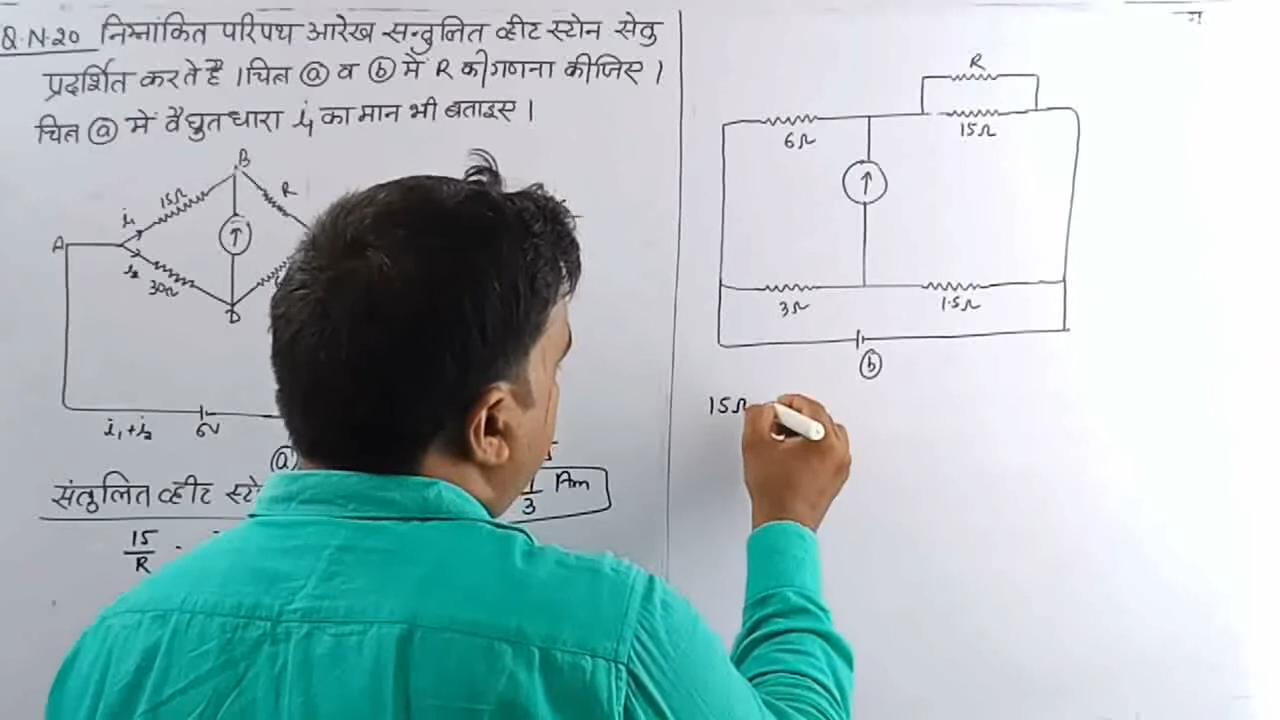 Q.N.20 निम्नांकित परिपथ आरेख सन्तुलित व्हीट स्टोन सेतु
प्रदर्शित करते है । चित्र ⓐ व ⓑ में R की गणना कीजिए ।
चित्र ⓐ में वैद्युत धारा i₁ का मान भी बताइए ।
B
15Ω
R
i₁
A
i₂
30Ω
D
i₁+i₂
6V
ⓐ
संतुलित व्हीट स्टो
15/R
1/3 Am
R
6Ω
15Ω
3Ω
1.5Ω
ⓑ
15Ω